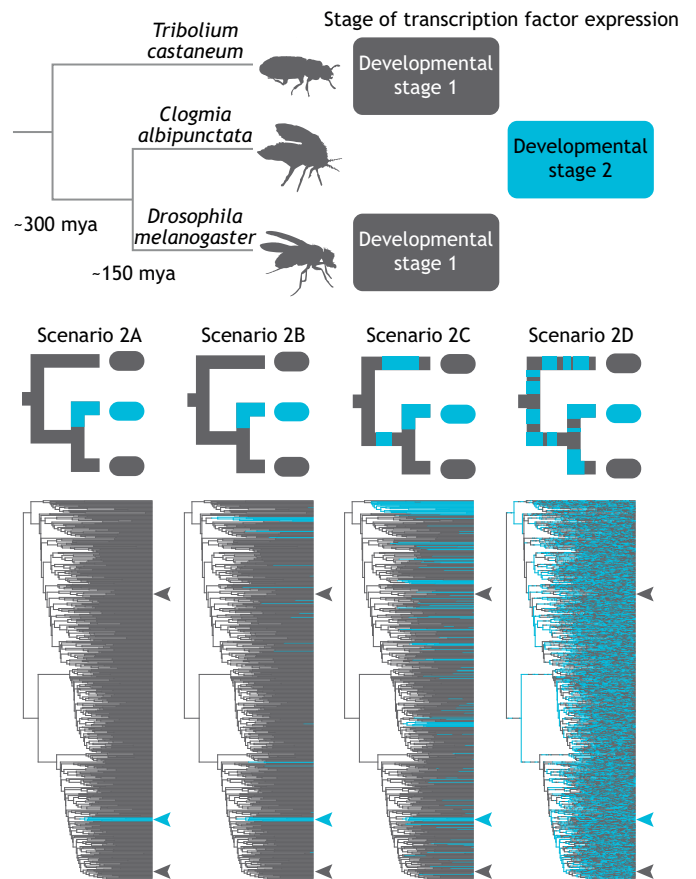 Stage of transcription factor expression
Tribolium
castaneum
Developmental
stage 1
Clogmia
albipunctata
Developmental
stage 2
Drosophila
melanogaster
Developmental
stage 1
~300 mya
~150 mya
Scenario 2A
Scenario 2B
Scenario 2C
Scenario 2D